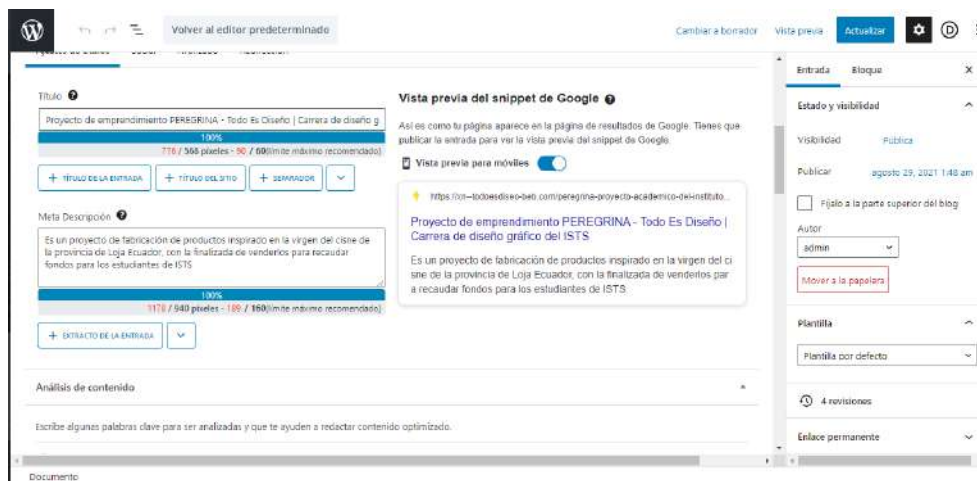 Volver al editor predeterminado
Cambiar a borrador
Vista previa
Actualizar
Título
Proyecto de emprendimiento PEREGRINA - Todo Es Diseño | Carrera de diseño g
100%
776 / 568 píxeles - 90 / 60(límite máximo recomendado)
+ TÍTULO DE LA ENTRADA
+ TÍTULO DEL SITIO
+ SEPARADOR
Meta Descripción
Es un proyecto de fabricación de productos inspirado en la virgen del cisne de
la provincia de Loja Ecuador, con la finalizada de venderlos para recaudar
fondos para los estudiantes de ISTS
100%
1178 / 940 píxeles - 189 / 160(límite máximo recomendado)
+ EXTRACTO DE LA ENTRADA
Vista previa del snippet de Google
Así es como tu página aparece en la página de resultados de Google. Tienes que
publicar la entrada para ver la vista previa del snippet de Google.
Vista previa para móviles
Proyecto de emprendimiento PEREGRINA - Todo Es Diseño |
Carrera de diseño gráfico del ISTS
Es un proyecto de fabricación de productos inspirado en la virgen del ci
sne de la provincia de Loja Ecuador, con la finalizada de venderlos par
a recaudar fondos para los estudiantes de ISTS
Análisis de contenido
Escribe algunas palabras clave para ser analizadas y que te ayuden a redactar contenido optimizado.
Documento
Entrada
Bloque
Estado y visibilidad
Visibilidad
Pública
Publicar
agosto 29, 2021 1:48 am
Fíjalo a la parte superior del blog
Autor
admin
Mover a la papelera
Plantilla
Plantilla por defecto
4 revisiones
Enlace permanente